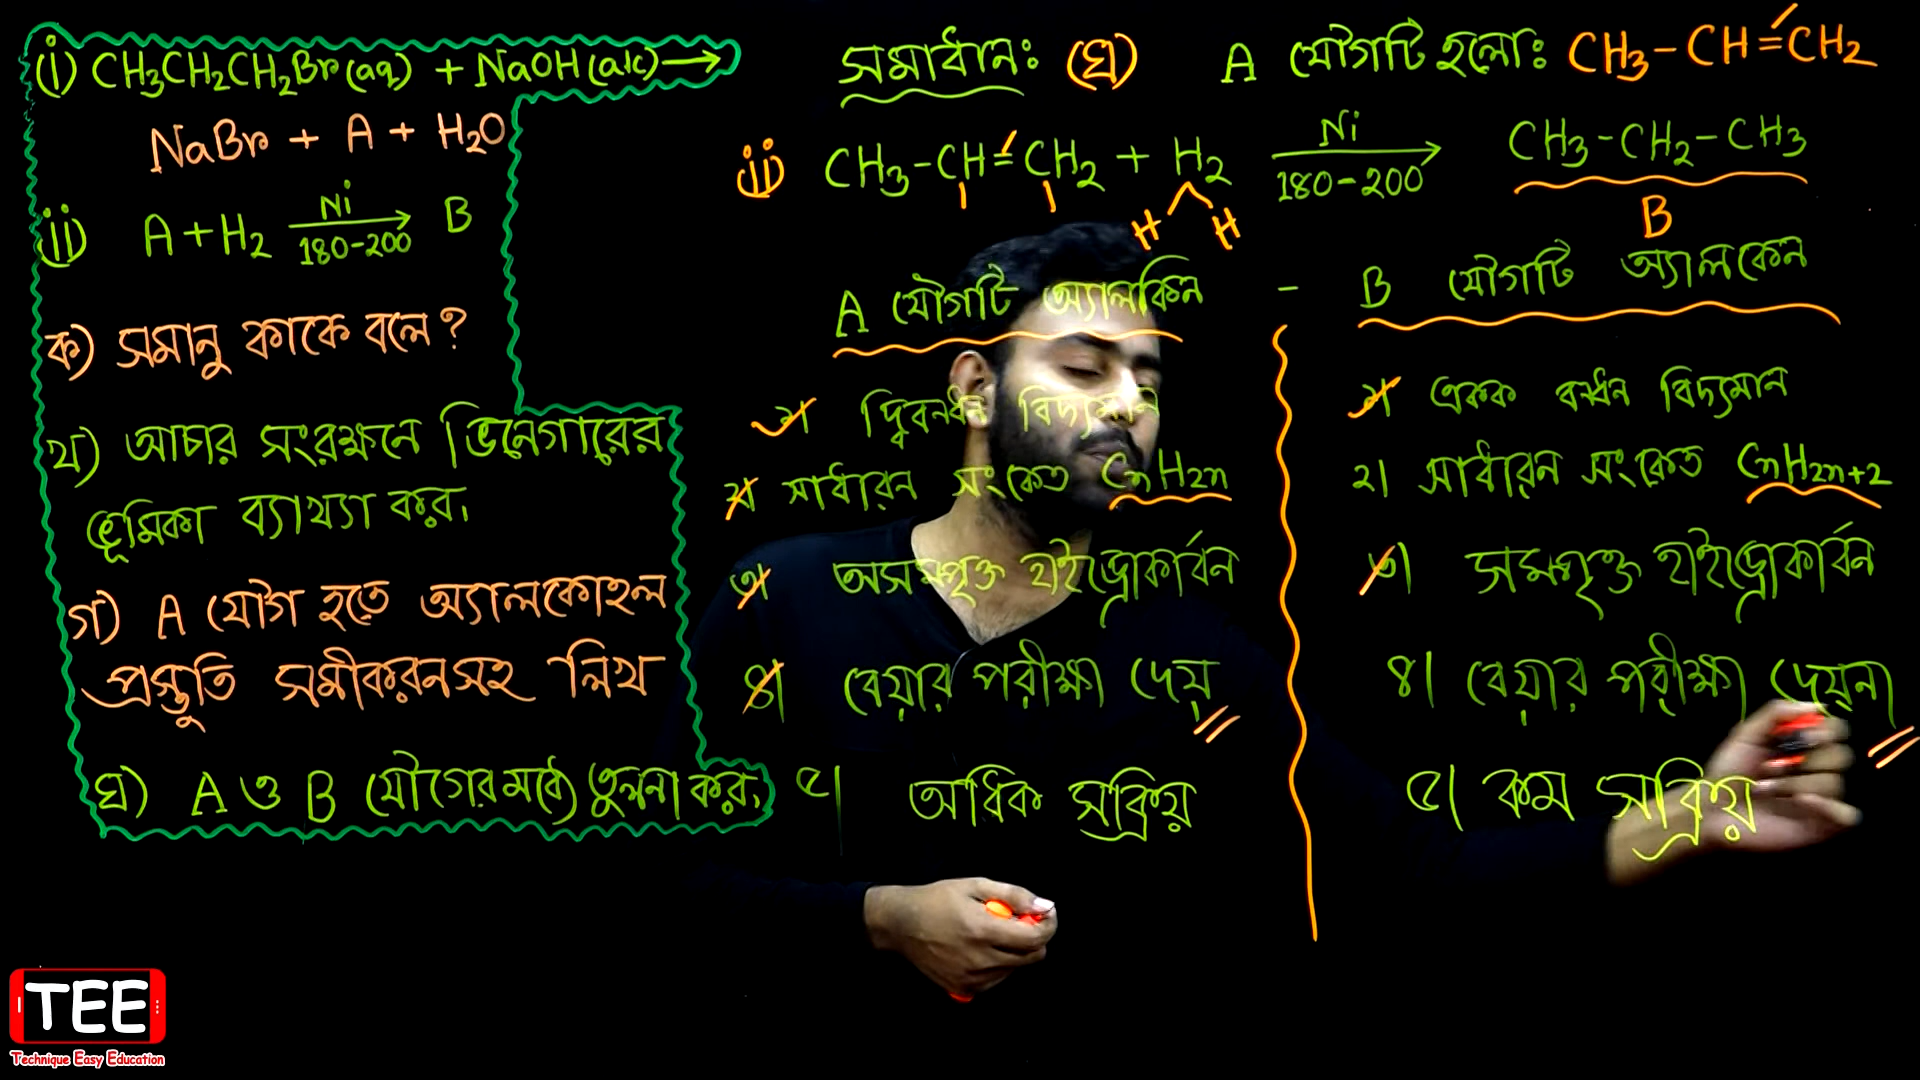 (i) CH3CH2CH2Br(aq) + NaOH(alc) →
NaBr + A + H2O
(ii) A + H2 Ni 180-200 → B
ক) সমানু কাকে বলে ?
খ) আচার সংরক্ষনে ভিনেগারের
ভূমিকা ব্যাখ্যা কর।
গ) A যৌগ হতে অ্যালকোহল
প্রস্তুতি সমীকরনসহ লিখ
ঘ) A ও B যৌগের মধ্যে তুলনা কর।
সমাধান: (ঘ) A যৌগটি হলো: CH3-CH=CH2
(ii) CH3-CH=CH2 + H2 Ni 180-200 → CH3-CH2-CH3
H H
B
A যৌগটি অ্যালকিন - B যৌগটি অ্যালকেন
১। দ্বিবনধন বিদ্যমান
২। সাধারন সংকেত CnH2n
৩। অসম্পৃক্ত হাইড্রোকার্বন
৪। বেয়ার পরীক্ষা দেয়
৫। অধিক সক্রিয়
১। একক বন্ধন বিদ্যমান
২। সাধারন সংকেত CnH2n+2
৩। সম্পৃক্ত হাইড্রোকার্বন
৪। বেয়ার পরীক্ষা দেয়না
৫। কম সক্রিয়
TEE
Technique Easy Education